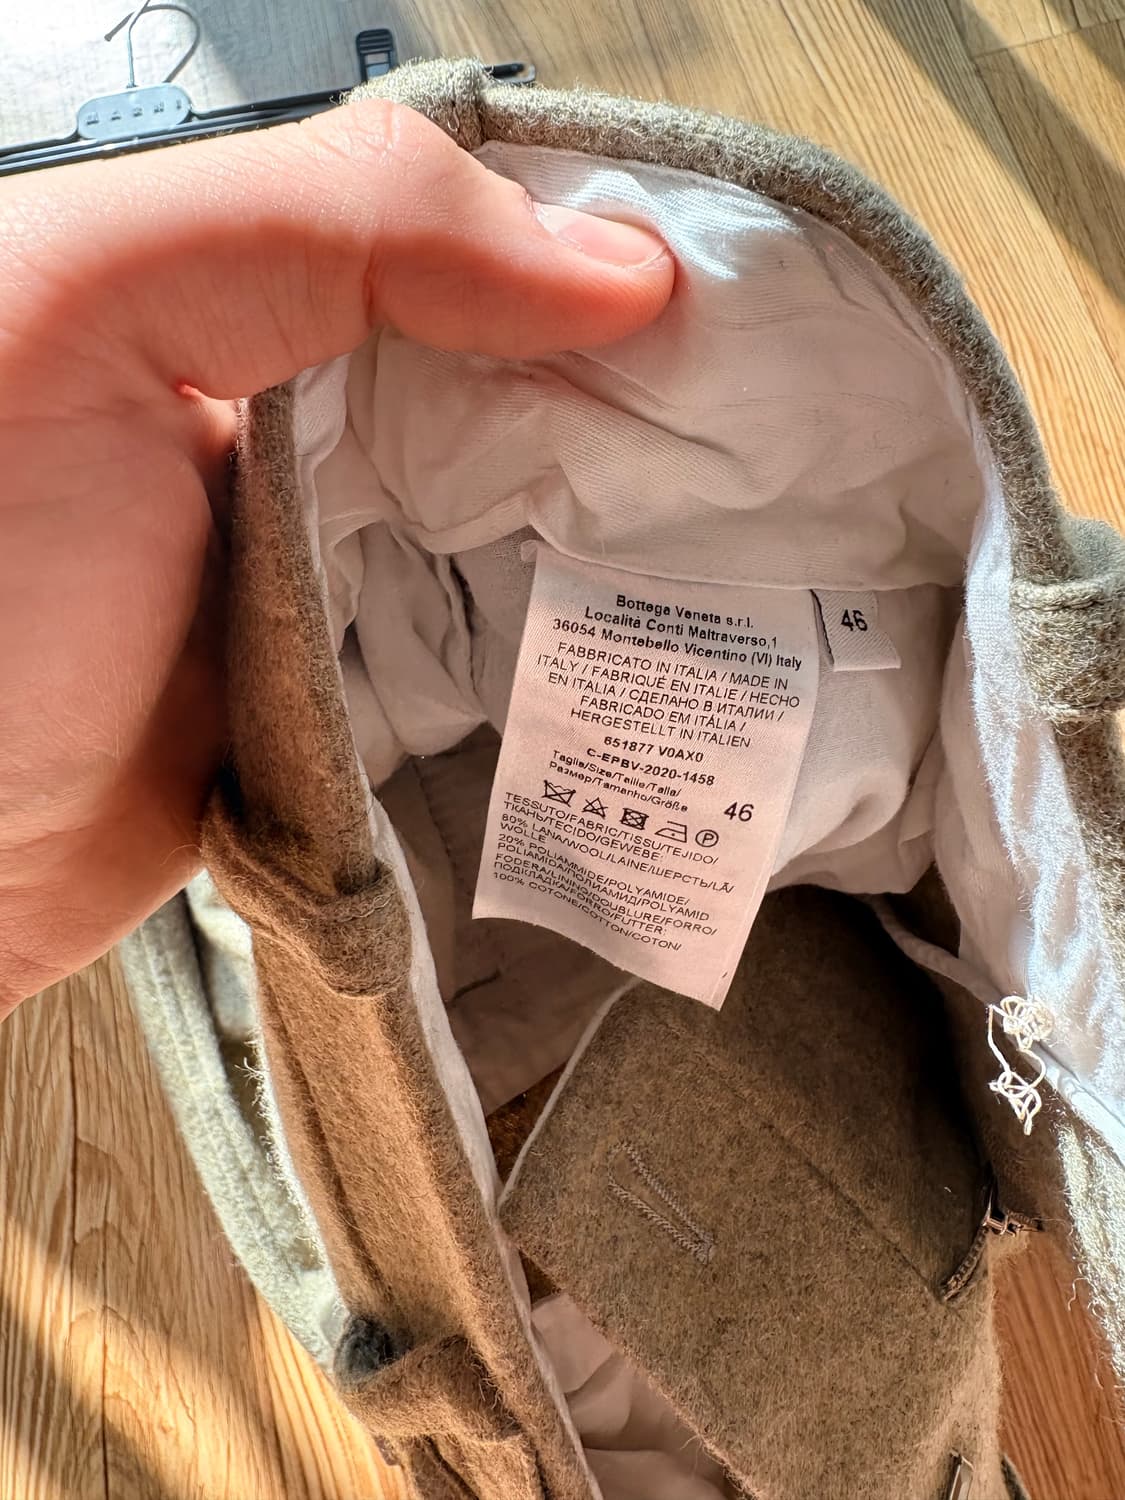 MARNI
Bottega Veneta s.r.l.
Località Conti Maltraverso,1
36054 Montebello Vicentino (VI) Italy
FABBRICATO IN ITALIA / MADE IN
ITALY / FABRIQUÉ EN ITALIE / HECHO
EN ITALIA / СДЕЛАНО В ИТАЛИИ /
FABRICADO EM ITÁLIA /
HERGESTELLT IN ITALIEN
651877 V0AX0
C-EPBV-2020-1458
Taglia/Size/Taille/Talla/
Размер/Tamanho/Größe
46
P
TESSUTO/FABRIC/TISSU/TEJIDO/
ТКАНЬ/TECIDO/GEWEBE:
80% LANA/WOOL/LAINE/ШЕРСТЬ/LÃ/
WOLLE
20% POLIAMMIDE/POLYAMIDE/
POLIAMIDA/ПОЛИАМИД/POLYAMID
FODERA/LINING/DOUBLURE/FORRO/
ПОДКЛАДКА/FORRO/FUTTER:
100% COTONE/COTTON/COTON/
46